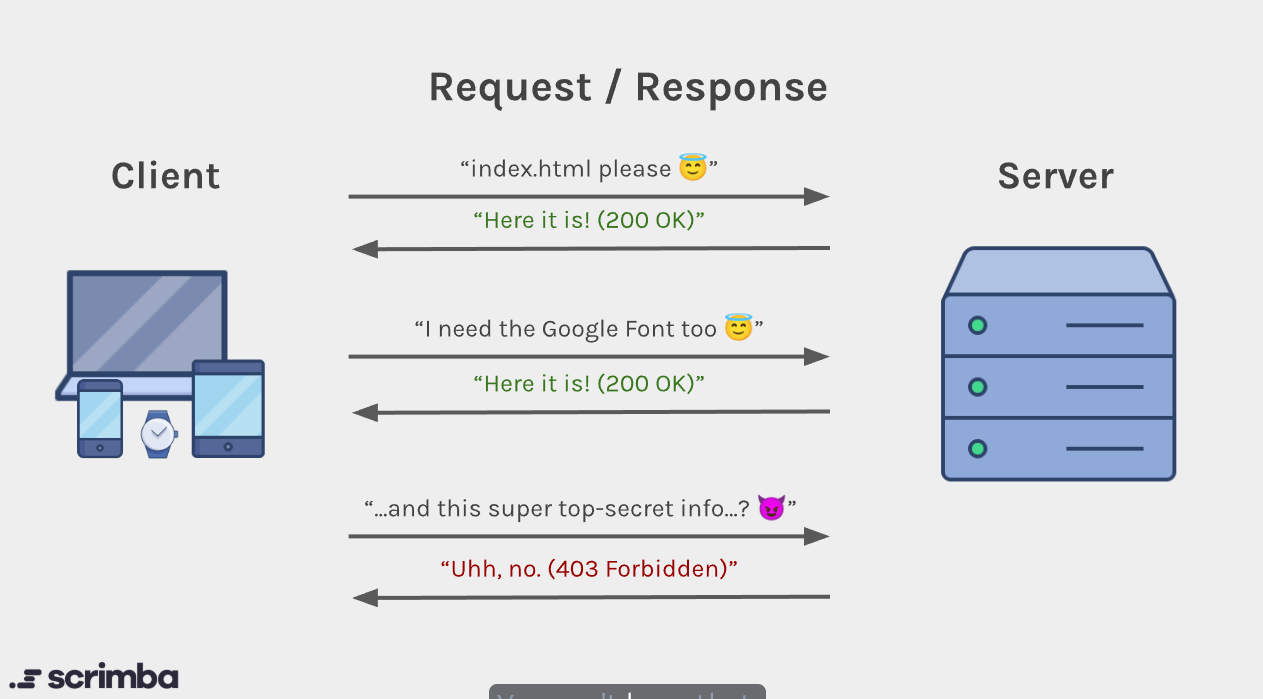 Request / Response
Client
Server
“index.html please 😇”
“Here it is! (200 OK)”
“I need the Google Font too 😇”
“Here it is! (200 OK)”
“...and this super top-secret info...? 😈”
“Uhh, no. (403 Forbidden)”
scrimba